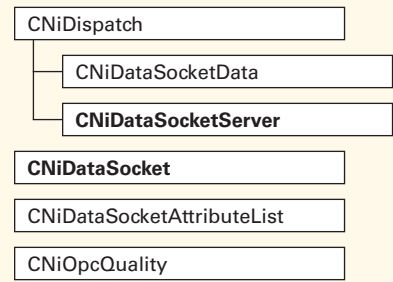 CNiDispatch
CNiDataSocketData
CNiDataSocketServer
CNiDataSocket
CNiDataSocketAttributeList
CNiOpcQuality